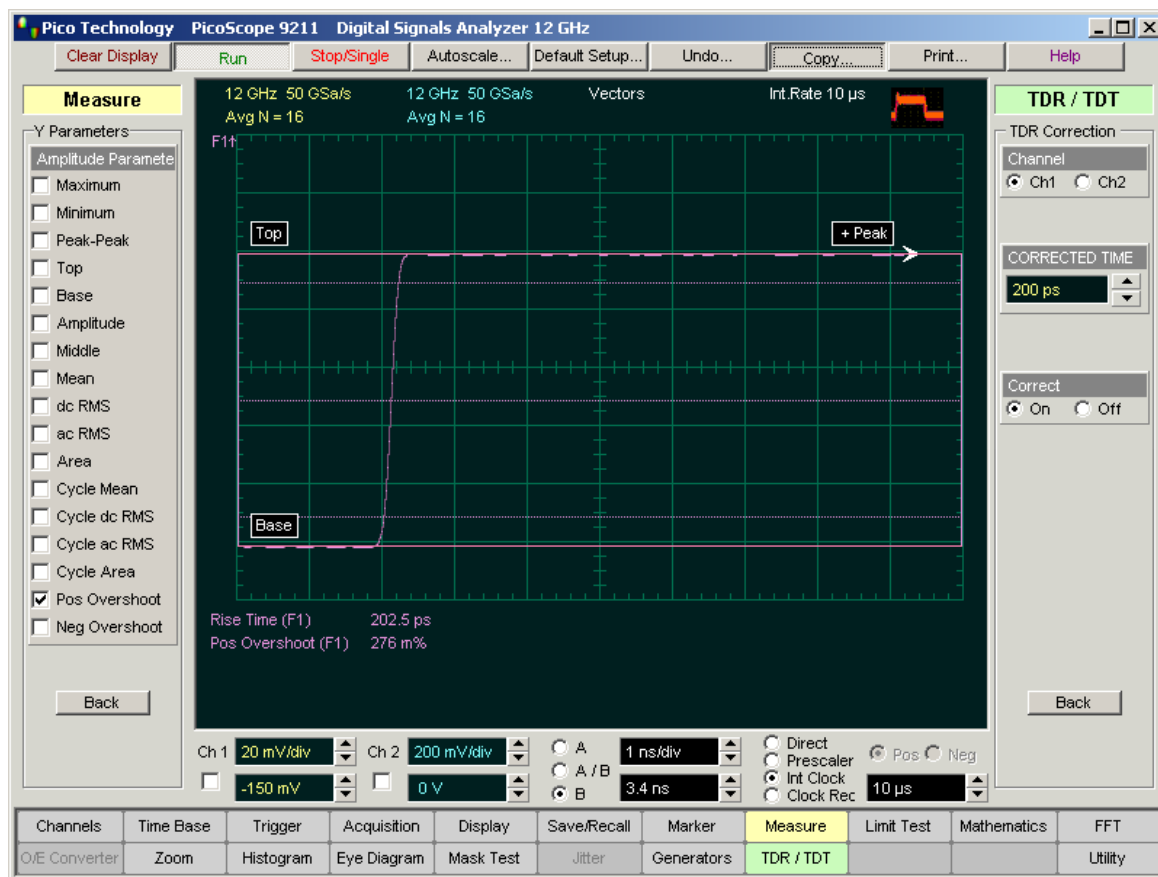 Pico Technology PicoScope 9211 Digital Signals Analyzer 12 GHz
Clear Display Run Stop/Single Autoscale... Default Setup... Undo... Copy... Print... Help
Measure
Y Parameters
Amplitude Paramete
Maximum
Minimum
Peak-Peak
Top
Base
Amplitude
Middle
Mean
dc RMS
ac RMS
Area
Cycle Mean
Cycle dc RMS
Cycle ac RMS
Cycle Area
Pos Overshoot
Neg Overshoot
Back
12 GHz 50 GSa/s 12 GHz 50 GSa/s Vectors Int.Rate 10 µs
Avg N = 16 Avg N = 16
F1
Top + Peak
Base
Rise Time (F1) 202.5 ps
Pos Overshoot (F1) 276 m%
TDR / TDT
TDR Correction
Channel
Ch1 Ch2
CORRECTED TIME
200 ps
Correct
On Off
Back
Ch 1 20 mV/div Ch 2 200 mV/div A 1 ns/div Direct Pos Neg
A / B Prescaler
-150 mV 0 V B 3.4 ns Int Clock 10 µs
Clock Rec
Channels Time Base Trigger Acquisition Display Save/Recall Marker Measure Limit Test Mathematics FFT
O/E Converter Zoom Histogram Eye Diagram Mask Test Jitter Generators TDR / TDT Utility